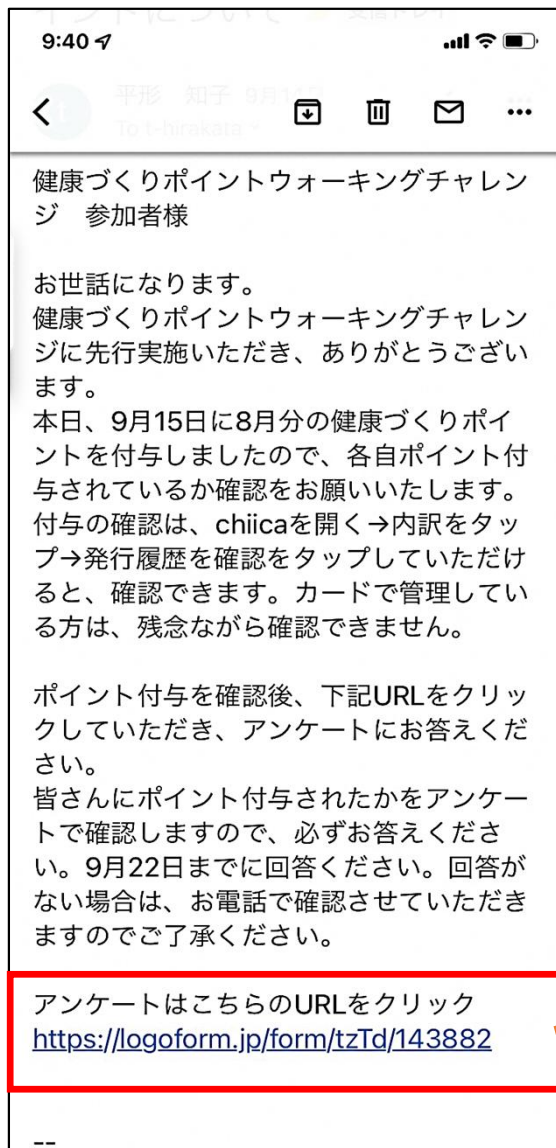 9:40
平形 知子 9月14日
To t-hirakata
健康づくりポイントウォーキングチャレン
ジ 参加者様
お世話になります。
健康づくりポイントウォーキングチャレン
ジに先行実施いただき、ありがとうござい
ます。
本日、9月15日に8月分の健康づくりポイ
ントを付与しましたので、各自ポイント付
与されているか確認をお願いいたします。
付与の確認は、chiicaを開く→内訳をタッ
プ→発行履歴を確認をタップしていただけ
ると、確認できます。カードで管理してい
る方は、残念ながら確認できません。
ポイント付与を確認後、下記URLをクリッ
クしていただき、アンケートにお答えくだ
さい。
皆さんにポイント付与されたかをアンケー
トで確認しますので、必ずお答えくださ
い。9月22日までに回答ください。回答が
ない場合は、お電話で確認させていただき
ますのでご了承ください。
アンケートはこちらのURLをクリック
https://logoform.jp/form/tzTd/143882
--